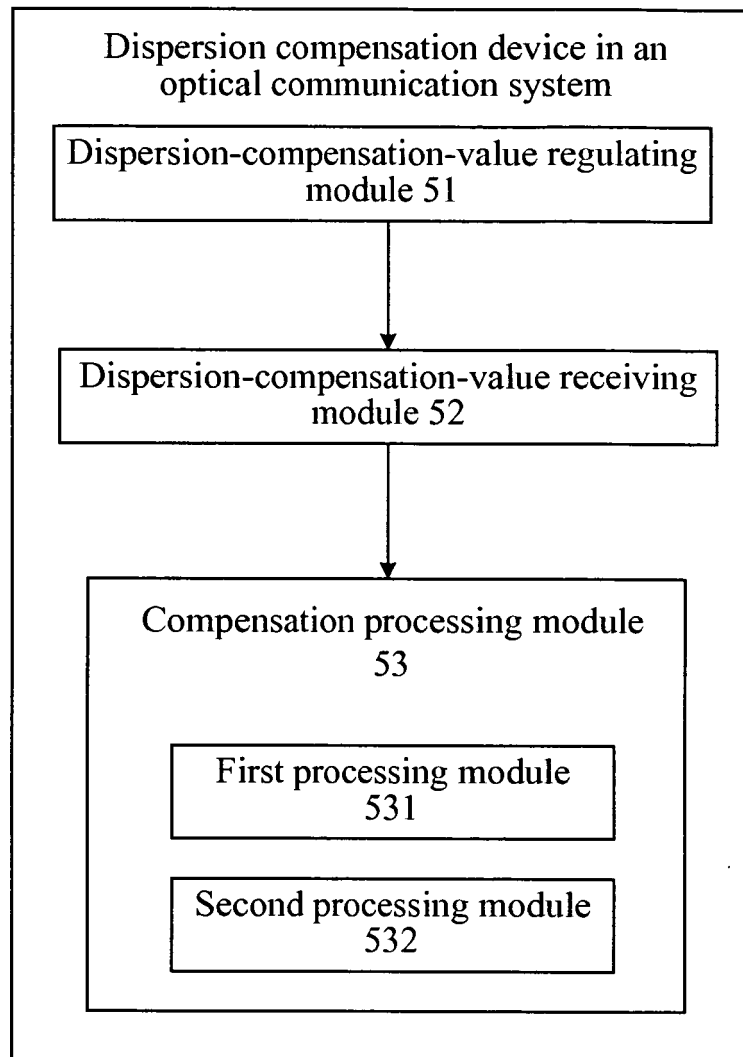 Dispersion compensation device in an
optical communication system
Dispersion-compensation-value regulating
module 51
Dispersion-compensation-value receiving
module 52
Compensation processing module
53
First processing module
531
Second processing module
532